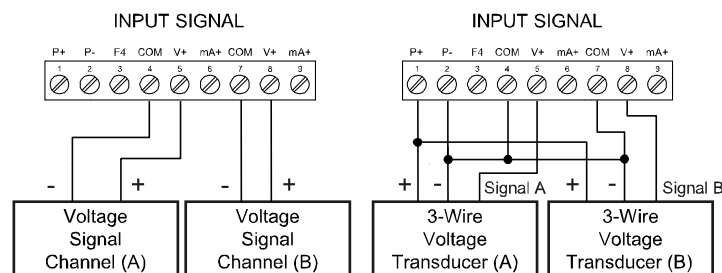 INPUT SIGNAL
P+ P- F4 COM V+ mA+ COM V+ mA+
1 2 3 4 5 6 7 8 9
- + - +
Voltage
Signal
Channel (A)
Voltage
Signal
Channel (B)
INPUT SIGNAL
P+ P- F4 COM V+ mA+ COM V+ mA+
1 2 3 4 5 6 7 8 9
+ - Signal A + - Signal B
3-Wire
Voltage
Transducer (A)
3-Wire
Voltage
Transducer (B)